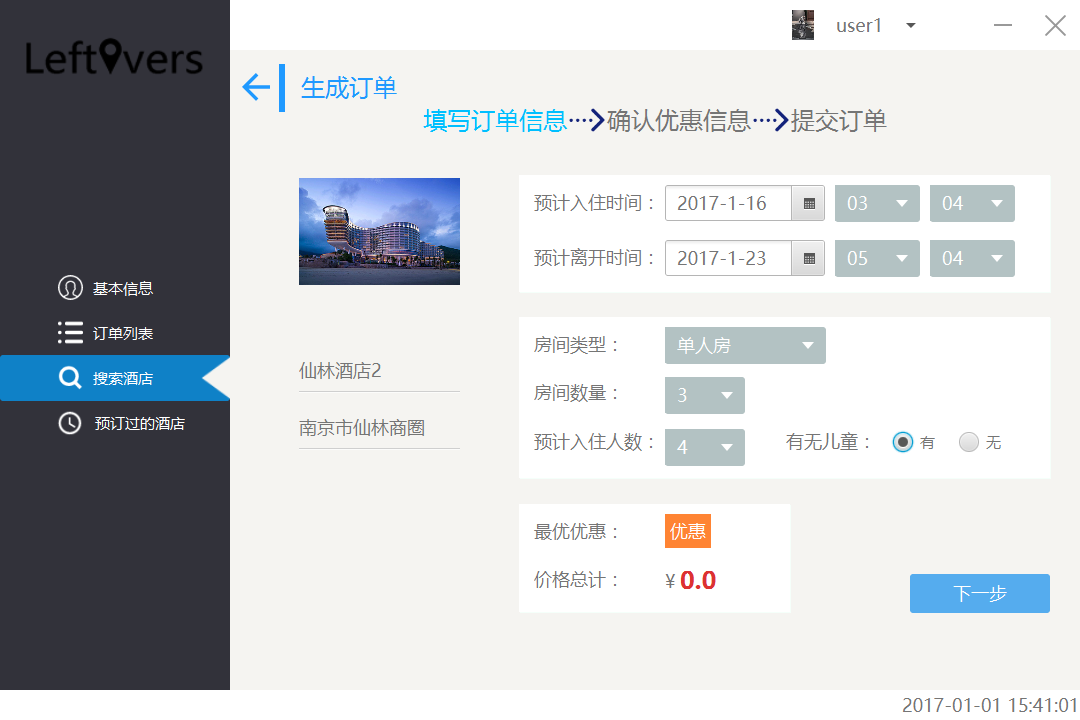 Leftovers
user1
生成订单
填写订单信息····>确认优惠信息····>提交订单
预计入住时间： 2017-1-16 03 04
预计离开时间： 2017-1-23 05 04
基本信息
订单列表
搜索酒店
预订过的酒店
仙林酒店2
南京市仙林商圈
房间类型： 单人房
房间数量： 3
预计入住人数： 4 有无儿童： 有 无
最优优惠： 优惠
价格总计： ¥ 0.0
下一步
2017-01-01 15:41:01